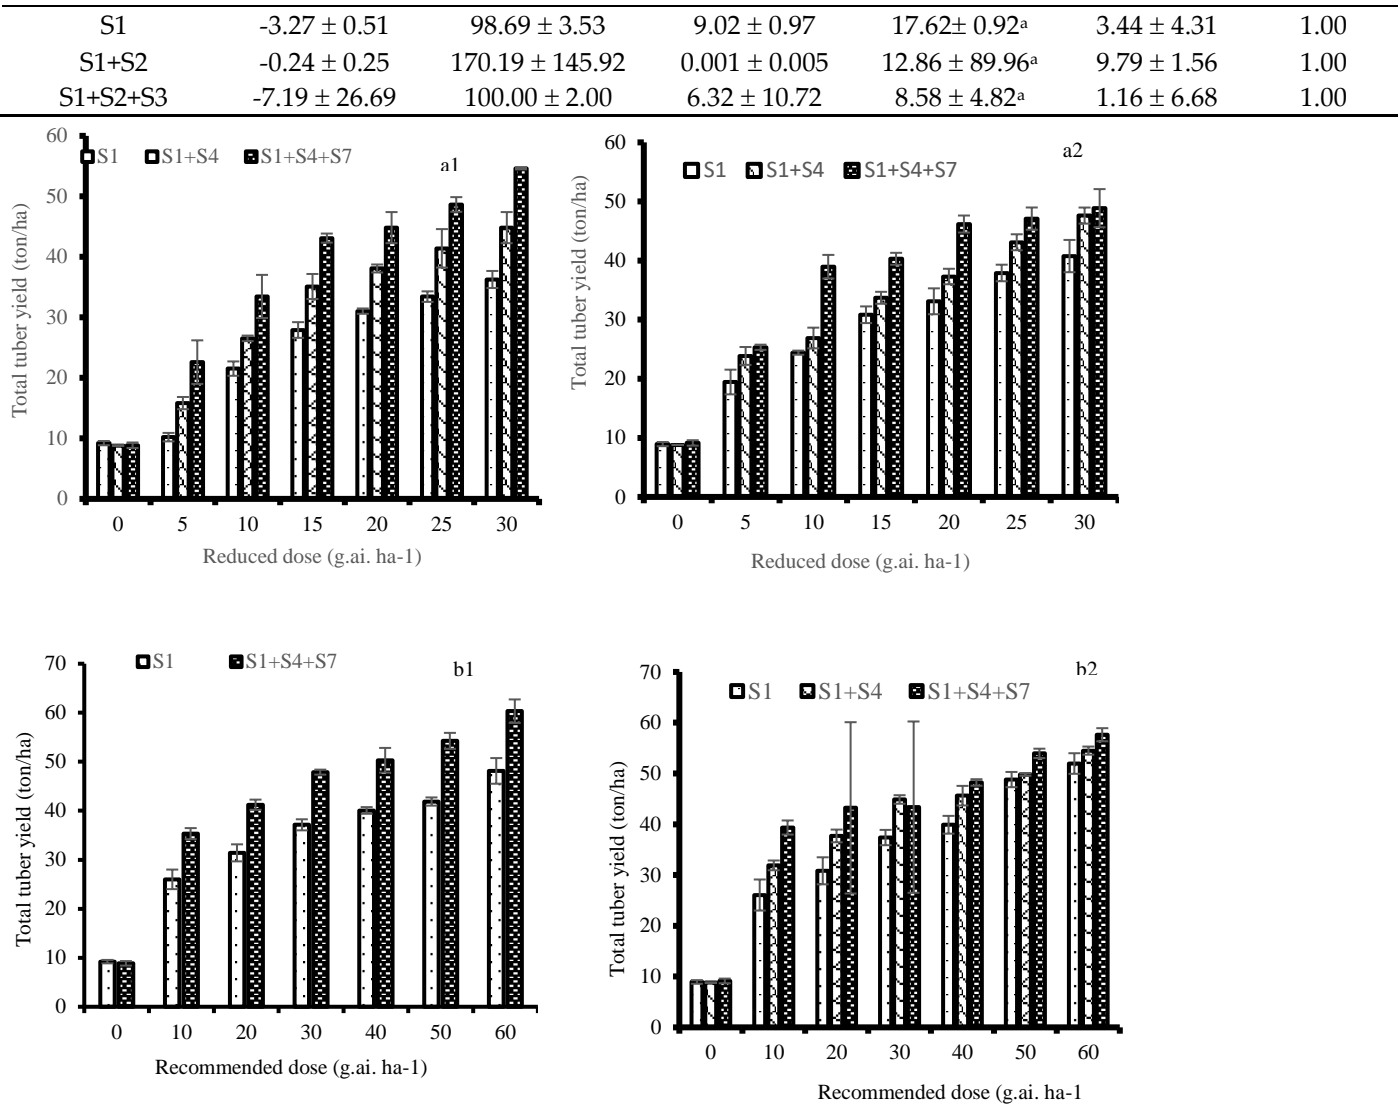 S1 -3.27 ± 0.51 98.69 ± 3.53 9.02 ± 0.97 17.62± 0.92ᵃ 3.44 ± 4.31 1.00
S1+S2 -0.24 ± 0.25 170.19 ± 145.92 0.001 ± 0.005 12.86 ± 89.96ᵃ 9.79 ± 1.56 1.00
S1+S2+S3 -7.19 ± 26.69 100.00 ± 2.00 6.32 ± 10.72 8.58 ± 4.82ᵃ 1.16 ± 6.68 1.00
S1 S1+S4 S1+S4+S7
a1
Total tuber yield (ton/ha)
60
50
40
30
20
10
0
0 5 10 15 20 25 30
Reduced dose (g.ai. ha-1)
a2
S1 S1+S4 S1+S4+S7
Total tuber yield (ton/ha)
60
50
40
30
20
10
0
0 5 10 15 20 25 30
Reduced dose (g.ai. ha-1)
S1 S1+S4+S7
b1
Total tuber yield (ton/ha)
70
60
50
40
30
20
10
0
0 10 20 30 40 50 60
Recommended dose (g.ai. ha-1)
b2
S1 S1+S4 S1+S4+S7
Total tuber yield (ton/ha)
70
60
50
40
30
20
10
0
0 10 20 30 40 50 60
Recommended dose (g.ai. ha-1